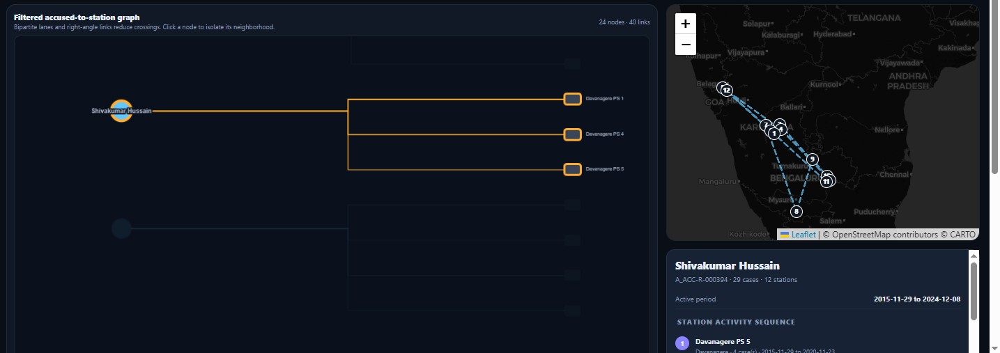 Filtered accused-to-station graph
Bipartite lanes and right-angle links reduce crossings. Click a node to isolate its neighborhood.
24 nodes · 40 links
Shivakumar Hussain
Davanagere PS 1
Davanagere PS 4
Davanagere PS 5
+
−
TELANGANA
Solapur
Kalaburagi
Hyderabad
Vijayapura
Kakinada
Vijayawada
ANDHRA
PRADESH
Kurnool
12
GOA
Ballari
7
4
1
Nellore
9
Tumakuru
BENGALURU
11
Chennai
Mangaluru
Mysuru
8
Puducherry
Salem
Kozhikode
Leaflet | © OpenStreetMap contributors © CARTO
Shivakumar Hussain
A_ACC-R-000394 · 29 cases · 12 stations
Active period
2015-11-29 to 2024-12-08
STATION ACTIVITY SEQUENCE
1
Davanagere PS 5
Davanagere · 4 case(s) · 2015-11-29 to 2020-11-23